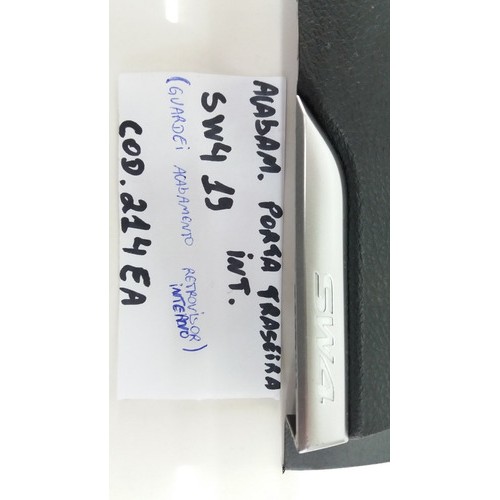 ACABAM. PORTA TRASEIRA
INT.
SW4 19
(GUARDEI ACABAMENTO RETROVISOR
INTERNO)
COD. 214EA
SW4